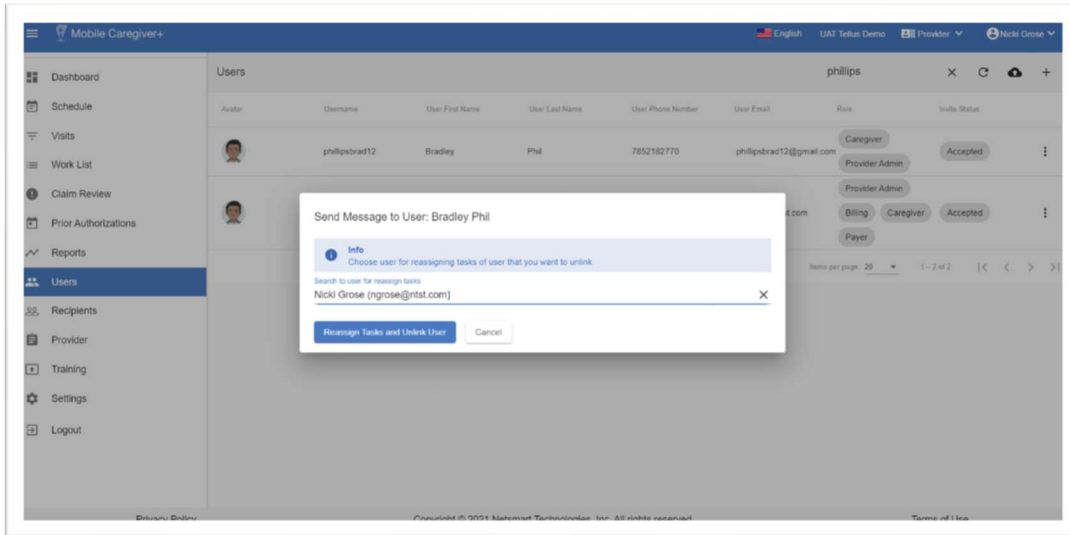 Mobile Caregiver+
English UAT Tellus Demo Provider Nicki Grose
Dashboard
Schedule
Visits
Work List
Claim Review
Prior Authorizations
Reports
Users
Recipients
Provider
Training
Settings
Logout
Users phillips
Avatar Username User First Name User Last Name User Phone Number User Email Role Invite Status
phillipsbrad12 Bradley Phil 7852182770 phillipsbrad12@gmail.com Caregiver Provider Admin Accepted
Provider Admin
Billing Caregiver Accepted
Payer
Items per page: 20 1 – 2 of 2
Send Message to User: Bradley Phil
Info
Choose user for reassigning tasks of user that you want to unlink
Search to user for reassign tasks
Nicki Grose (ngrose@ntst.com)
Reassign Tasks and Unlink User Cancel
Privacy Policy Copyright © 2021 Netsmart Technologies, Inc. All rights reserved Terms of Use